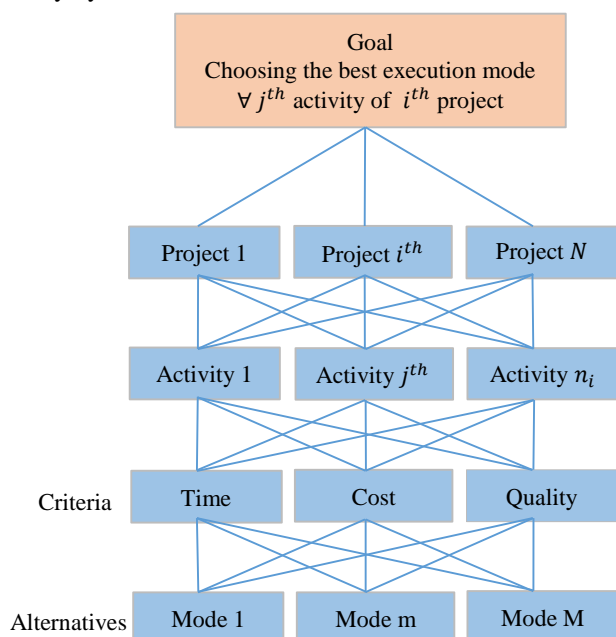 Goal
Choosing the best execution mode
∀ jᵗʰ activity of iᵗʰ project
Project 1
Project iᵗʰ
Project N
Activity 1
Activity jᵗʰ
Activity nᵢ
Criteria
Time
Cost
Quality
Alternatives
Mode 1
Mode m
Mode M